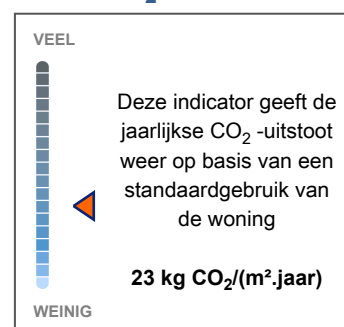 VEEL
Deze indicator geeft de
jaarlijkse CO₂ -uitstoot
weer op basis van een
standaardgebruik van
de woning
23 kg CO₂/(m².jaar)
WEINIG